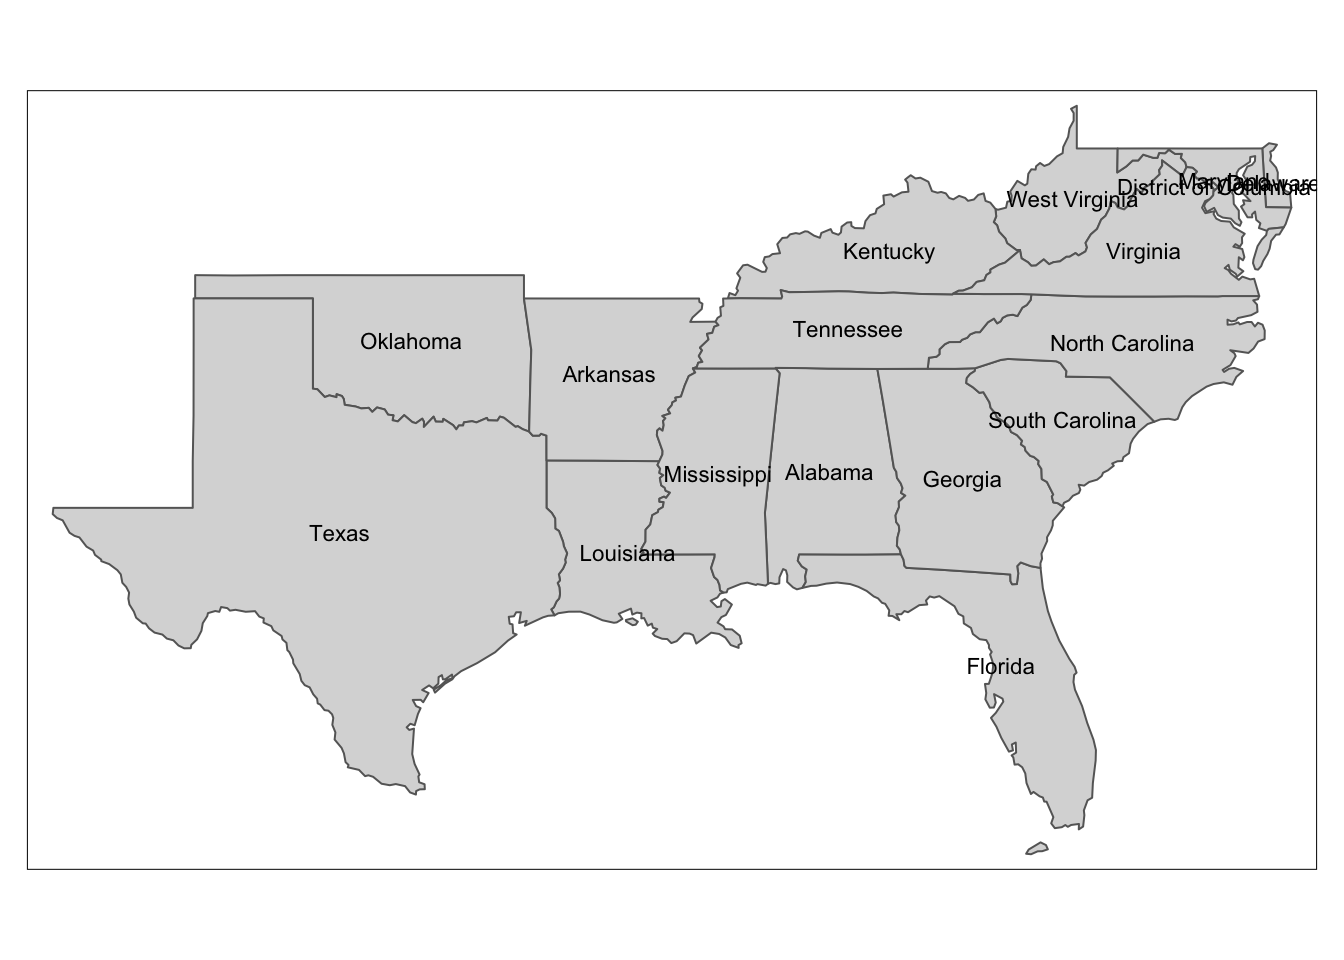 Maryland
Delaware
District of Columbia
West Virginia
Kentucky
Virginia
Tennessee
Oklahoma
North Carolina
Arkansas
South Carolina
Mississippi
Alabama
Georgia
Texas
Louisiana
Florida